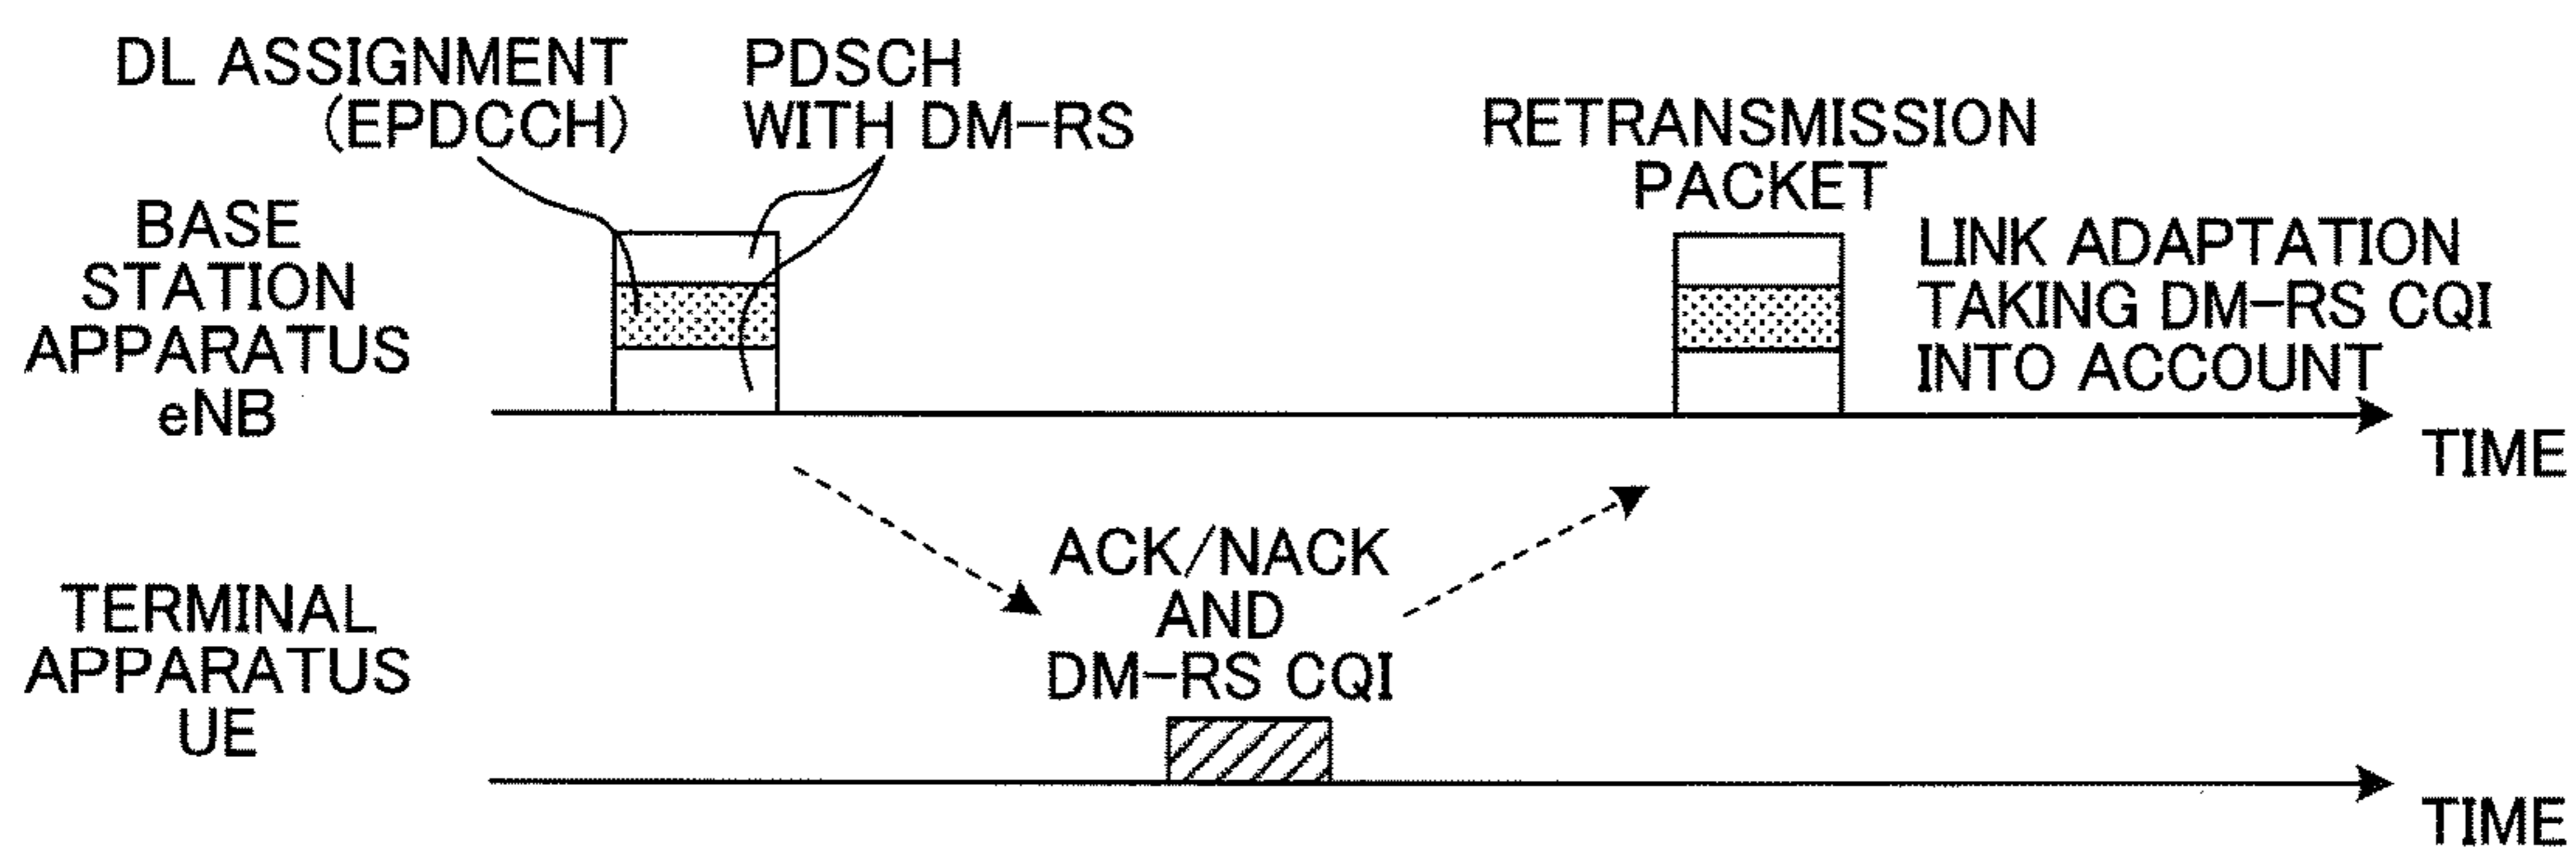 DL ASSIGNMENT
(EPDCCH)
PDSCH
WITH DM-RS
RETRANSMISSION
PACKET
BASE
STATION
APPARATUS
eNB
LINK ADAPTATION
TAKING DM-RS CQI
INTO ACCOUNT
TIME
ACK/NACK
AND
DM-RS CQI
TERMINAL
APPARATUS
UE
TIME